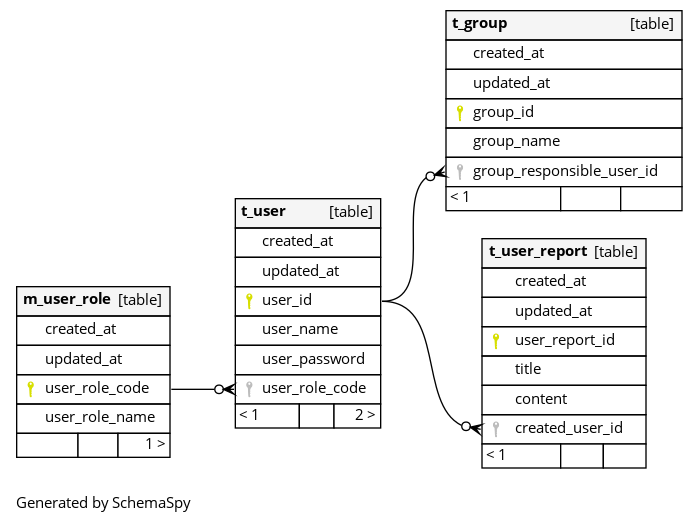 t_group [table]
created_at
updated_at
group_id
group_name
group_responsible_user_id
< 1
t_user [table]
created_at
updated_at
user_id
user_name
user_password
user_role_code
< 1 2 >
t_user_report [table]
created_at
updated_at
user_report_id
title
content
created_user_id
< 1
m_user_role [table]
created_at
updated_at
user_role_code
user_role_name
1 >
Generated by SchemaSpy